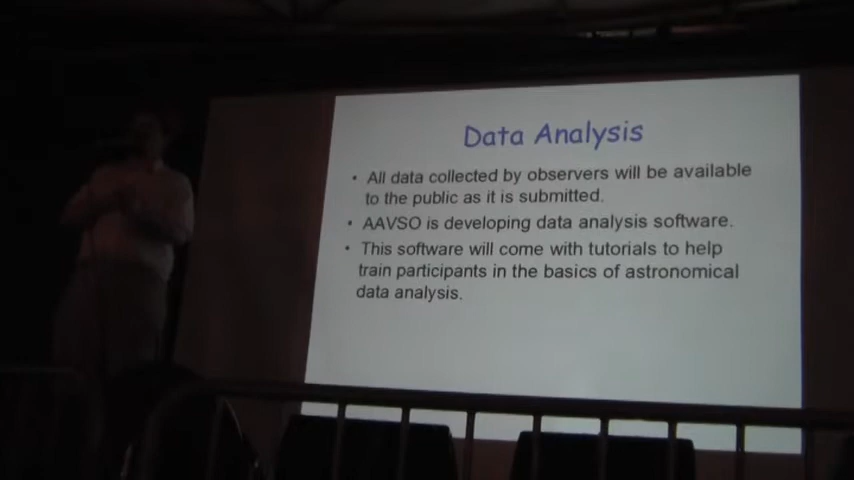 Data Analysis
• All data collected by observers will be available
to the public as it is submitted.
• AAVSO is developing data analysis software.
• This software will come with tutorials to help
train participants in the basics of astronomical
data analysis.